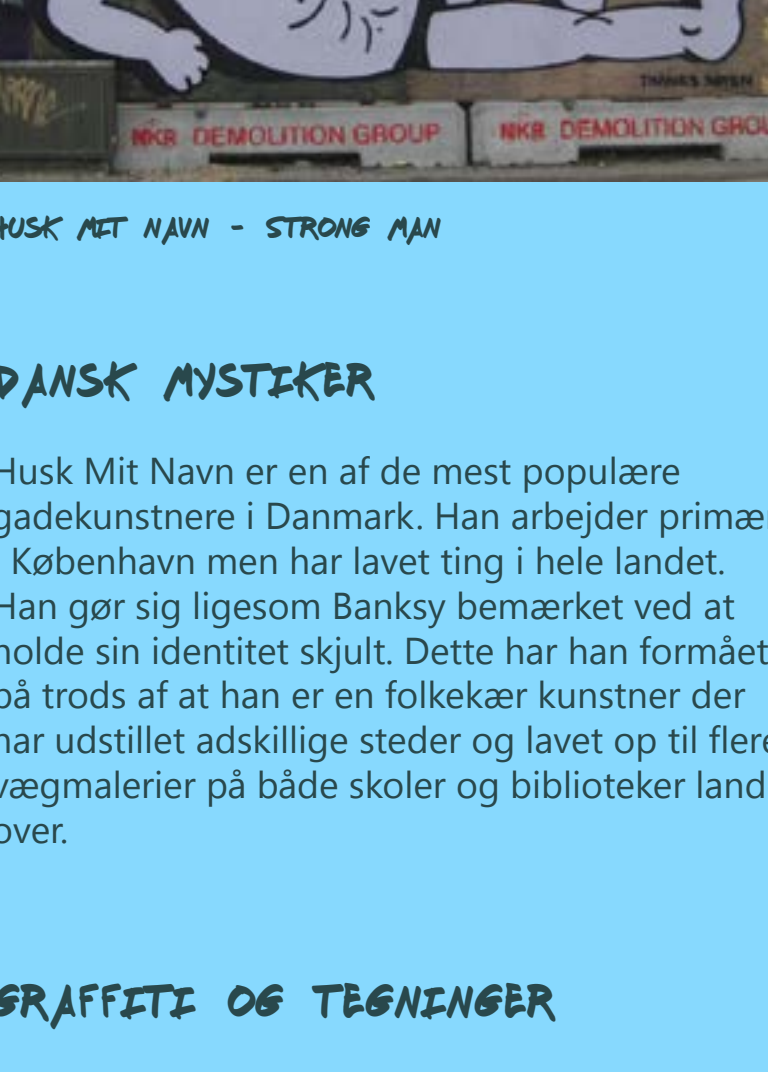 NKR DEMOLITION GROUP NKR DEMOLITION GROU
HUSK MIT NAVN - STRONG MAN
DANSK MYSTIKER
Husk Mit Navn er en af de mest populære
gadekunstnere i Danmark. Han arbejder primær
København men har lavet ting i hele landet.
Han gør sig ligesom Banksy bemærket ved at
holde sin identitet skjult. Dette har han formået
på trods af at han er en folkekær kunstner der
har udstillet adskillige steder og lavet op til flere
vægmalerier på både skoler og biblioteker land
over.
GRAFFITI OG TEGNINGER